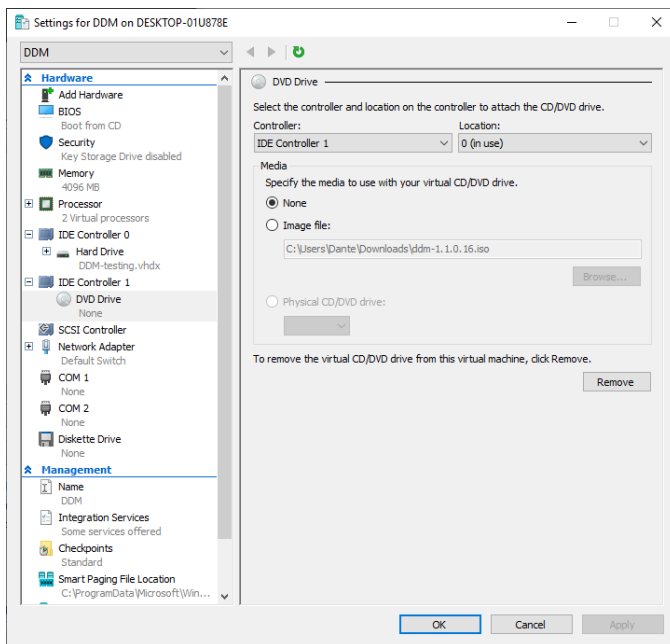 Settings for DDM on DESKTOP-01U878E
DDM
Hardware
Add Hardware
BIOS
Boot from CD
Security
Key Storage Drive disabled
Memory
4096 MB
Processor
2 Virtual processors
IDE Controller 0
Hard Drive
DDM-testing.vhdx
IDE Controller 1
DVD Drive
None
SCSI Controller
Network Adapter
Default Switch
COM 1
None
COM 2
None
Diskette Drive
None
Management
Name
DDM
Integration Services
Some services offered
Checkpoints
Standard
Smart Paging File Location
C:\ProgramData\Microsoft\Win...
DVD Drive
Select the controller and location on the controller to attach the CD/DVD drive.
Controller: Location:
IDE Controller 1 0 (in use)
Media
Specify the media to use with your virtual CD/DVD drive.
None
Image file:
C:\Users\Dante\Downloads\ddm-1.1.0.16.iso
Browse...
Physical CD/DVD drive:
To remove the virtual CD/DVD drive from this virtual machine, click Remove.
Remove
OK Cancel Apply